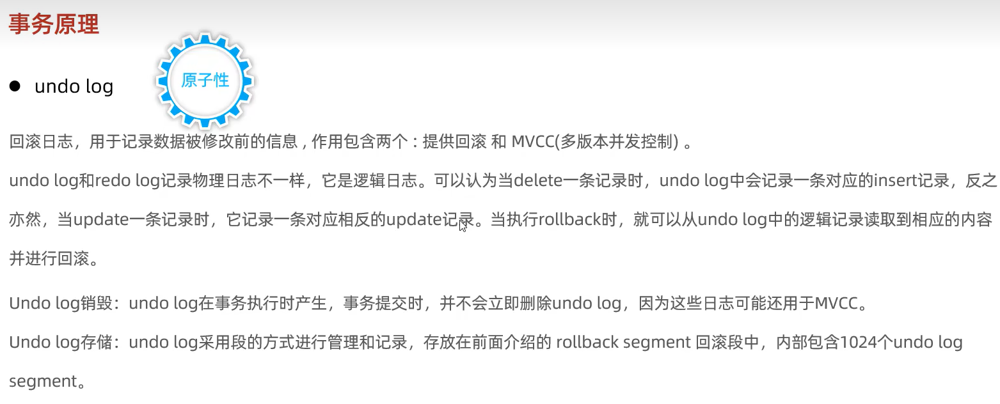 事务原理
原子性
● undo log
回滚日志，用于记录数据被修改前的信息 , 作用包含两个 : 提供回滚 和 MVCC(多版本并发控制) 。
undo log和redo log记录物理日志不一样，它是逻辑日志。可以认为当delete一条记录时，undo log中会记录一条对应的insert记录，反之
亦然，当update一条记录时，它记录一条对应相反的update记录。当执行rollback时，就可以从undo log中的逻辑记录读取到相应的内容
并进行回滚。
Undo log销毁：undo log在事务执行时产生，事务提交时，并不会立即删除undo log，因为这些日志可能还用于MVCC。
Undo log存储：undo log采用段的方式进行管理和记录，存放在前面介绍的 rollback segment 回滚段中，内部包含1024个undo log
segment。